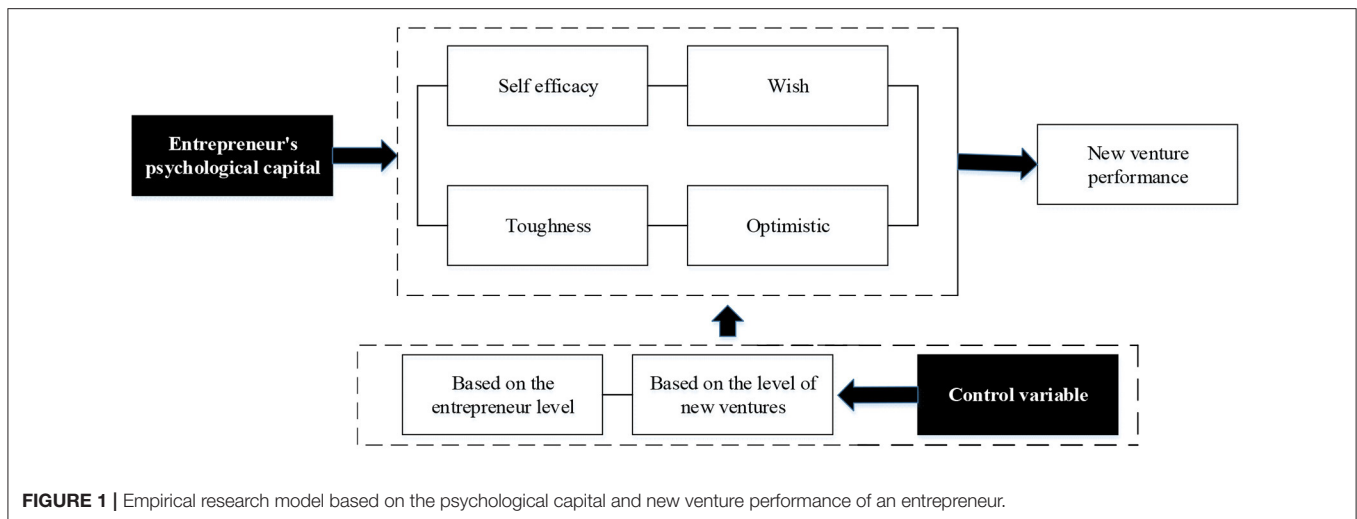 Self efficacy
Wish
Entrepreneur's
psychological capital
New venture
performance
Toughness
Optimistic
Based on the
entrepreneur level
Based on the level of
new ventures
Control variable
FIGURE 1 | Empirical research model based on the psychological capital and new venture performance of an entrepreneur.